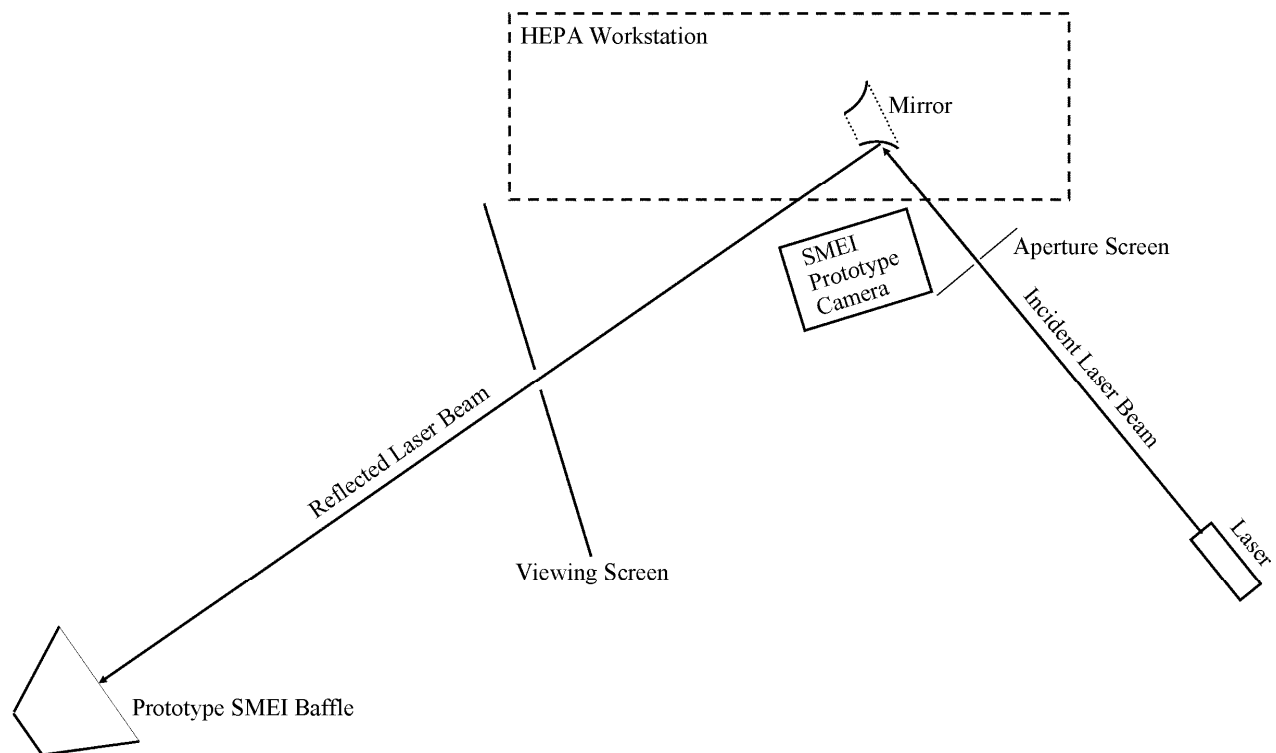 HEPA Workstation
Mirror
SMEI
Prototype
Camera
Aperture Screen
Incident Laser Beam
Reflected Laser Beam
Laser
Viewing Screen
Prototype SMEI Baffle